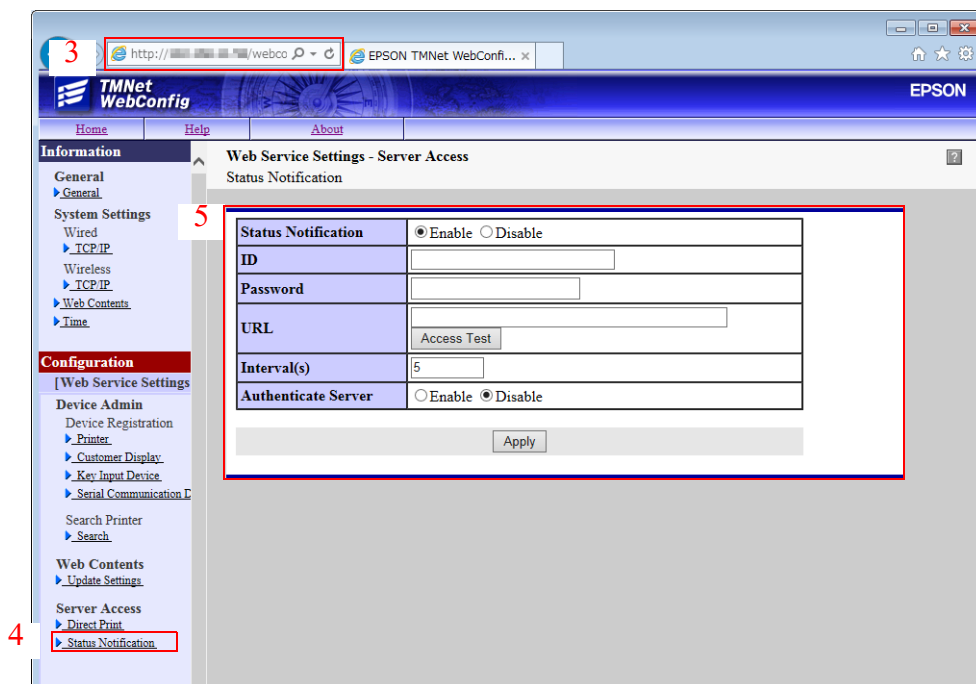 3
http://
/webco
EPSON TMNet WebConfi... ×
TMNet
WebConfig
EPSON
Home
Help
About
Information
General
General
System Settings
Wired
TCP/IP
Wireless
TCP/IP
Web Contents
Time
Configuration
[Web Service Settings
Device Admin
Device Registration
Printer
Customer Display
Key Input Device
Serial Communication D
Search Printer
Search
Web Contents
Update Settings
Server Access
Direct Print
4
Status Notification
Web Service Settings - Server Access
?
Status Notification
5
Status Notification Enable Disable
ID
Password
URL
Access Test
Interval(s) 5
Authenticate Server Enable Disable
Apply